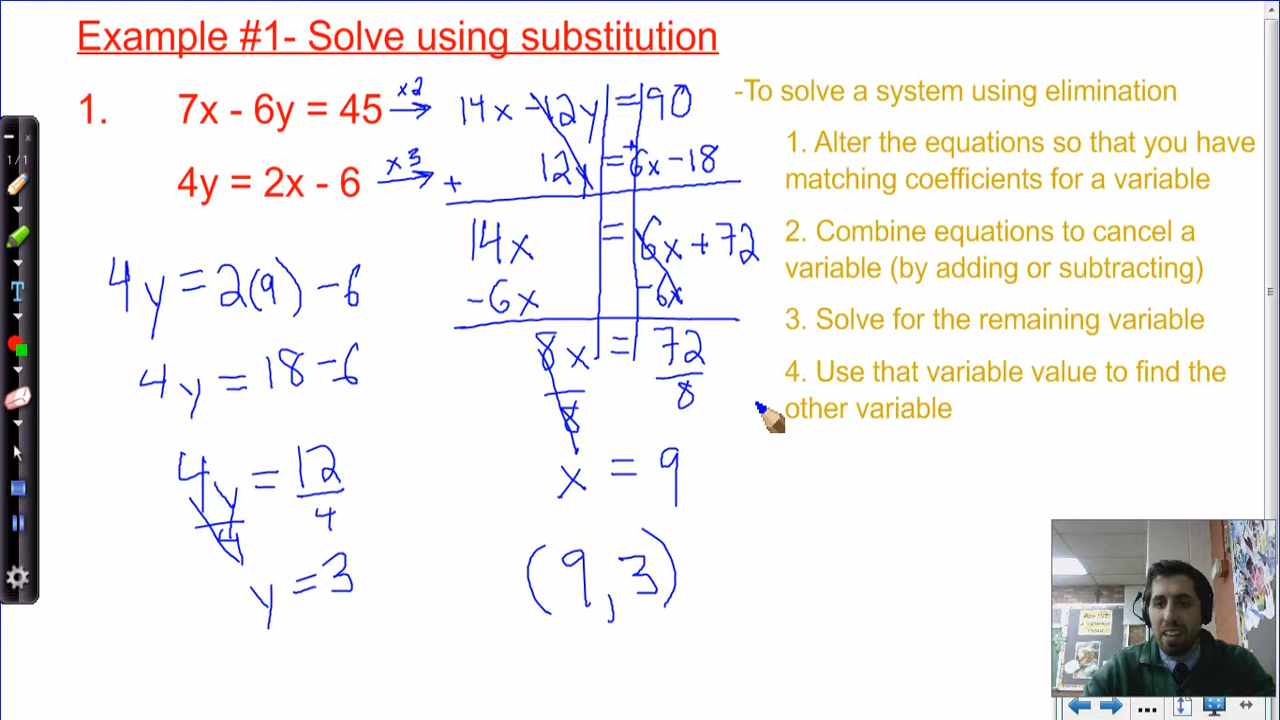 Example #1- Solve using substitution
1. 7x - 6y = 45 ×2→ 14x - 12y = 90
4y = 2x - 6 ×3→ + 12y = +6x - 18
14x = 6x + 72
-6x -6x
8x = 72
8 8
x = 9
(9, 3)
4y = 2(9) - 6
4y = 18 - 6
4y = 12
4 4
y = 3
-To solve a system using elimination
1. Alter the equations so that you have
matching coefficients for a variable
2. Combine equations to cancel a
variable (by adding or subtracting)
3. Solve for the remaining variable
4. Use that variable value to find the
other variable
1/1
T